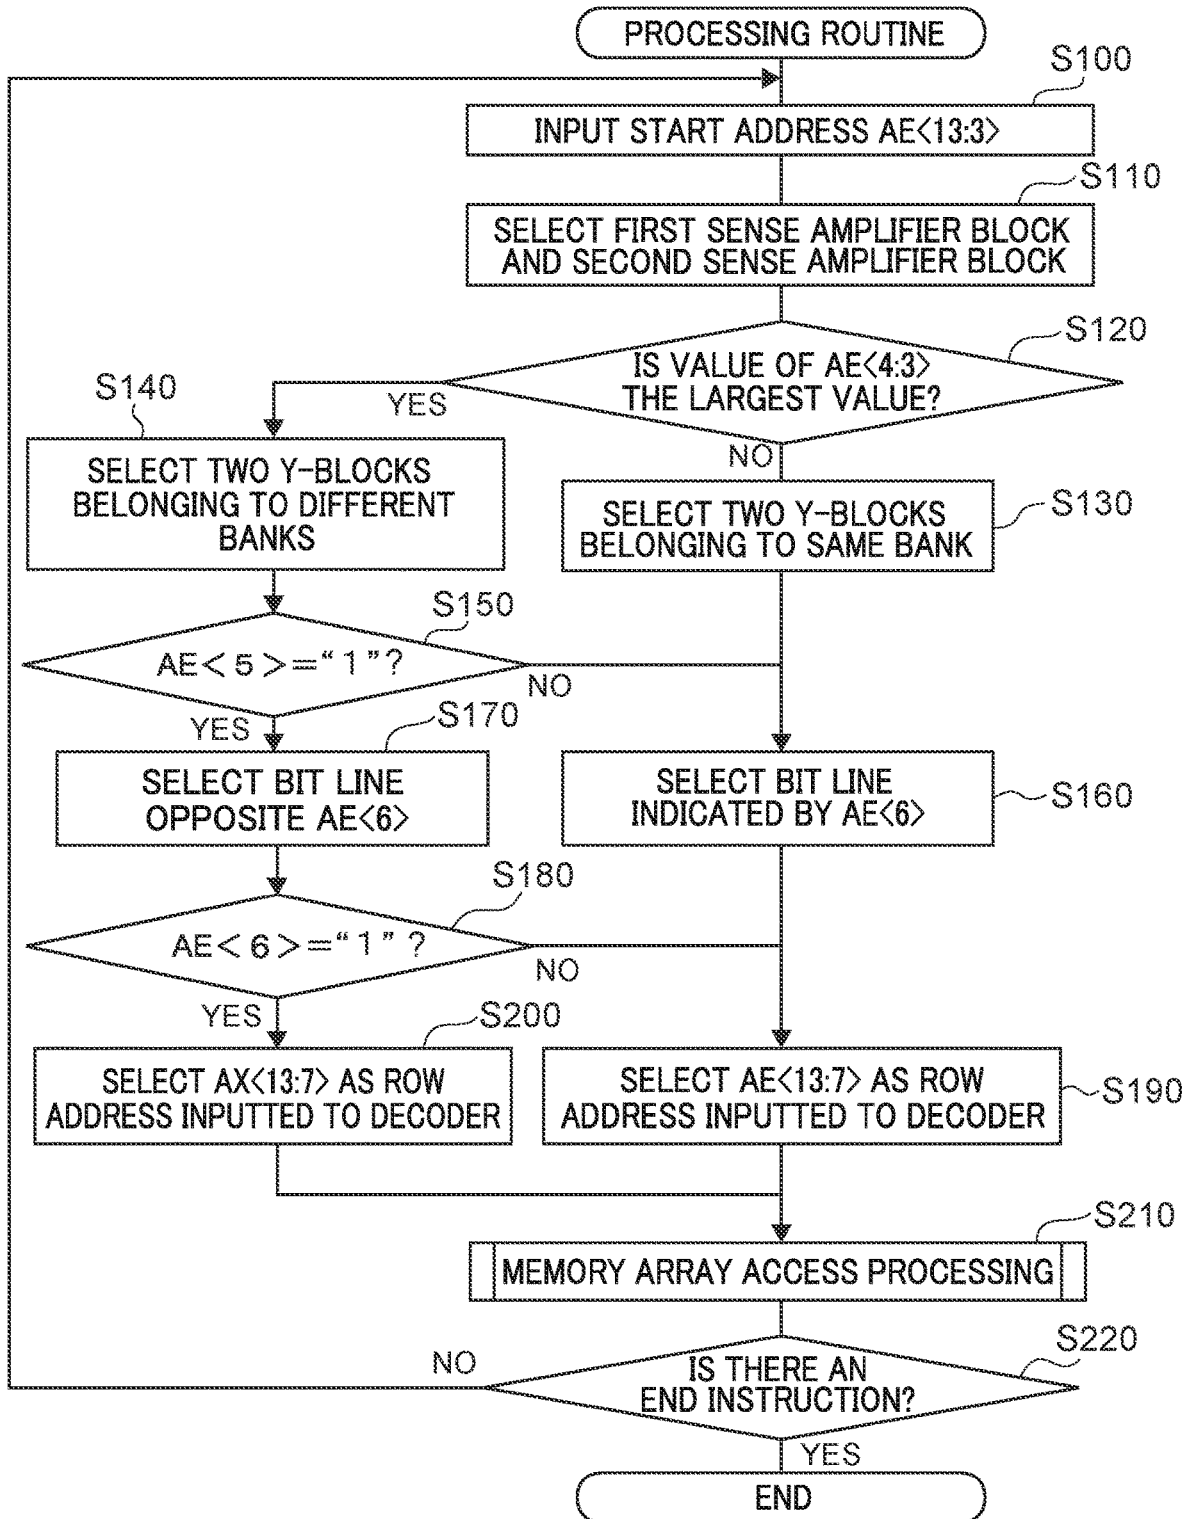 PROCESSING ROUTINE
S100
INPUT START ADDRESS AE<13:3>
S110
SELECT FIRST SENSE AMPLIFIER BLOCK
AND SECOND SENSE AMPLIFIER BLOCK
S120
IS VALUE OF AE<4:3>
THE LARGEST VALUE?
YES
NO
S140
SELECT TWO Y-BLOCKS
BELONGING TO DIFFERENT
BANKS
S130
SELECT TWO Y-BLOCKS
BELONGING TO SAME BANK
S150
AE<5>="1"?
NO
YES
S170
SELECT BIT LINE
OPPOSITE AE<6>
SELECT BIT LINE
INDICATED BY AE<6>
S160
S180
AE<6>="1"?
NO
YES
S200
SELECT AX<13:7> AS ROW
ADDRESS INPUTTED TO DECODER
SELECT AE<13:7> AS ROW
ADDRESS INPUTTED TO DECODER
S190
S210
MEMORY ARRAY ACCESS PROCESSING
S220
NO
IS THERE AN
END INSTRUCTION?
YES
END